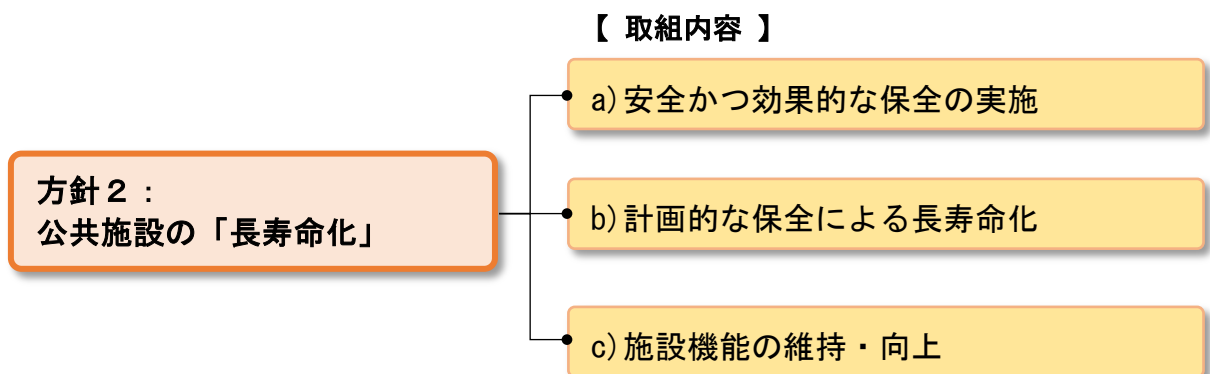 【 取組内容 】
a)安全かつ効果的な保全の実施
方針２：
公共施設の「長寿命化」
b)計画的な保全による長寿命化
c)施設機能の維持・向上